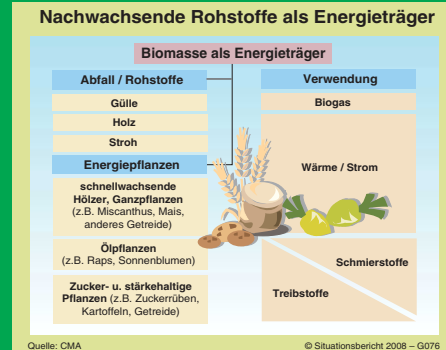 Nachwachsende Rohstoffe als Energieträger
Biomasse als Energieträger
Abfall / Rohstoffe
Gülle
Holz
Stroh
Energiepflanzen
schnellwachsende
Hölzer, Ganzpflanzen
(z.B. Miscanthus, Mais,
anderes Getreide)
Ölpflanzen
(z.B. Raps, Sonnenblumen)
Zucker- u. stärkehaltige
Pflanzen (z.B. Zuckerrüben,
Kartoffeln, Getreide)
Verwendung
Biogas
Wärme / Strom
Schmierstoffe
Treibstoffe
Quelle: CMA
© Situationsbericht 2008 – G076